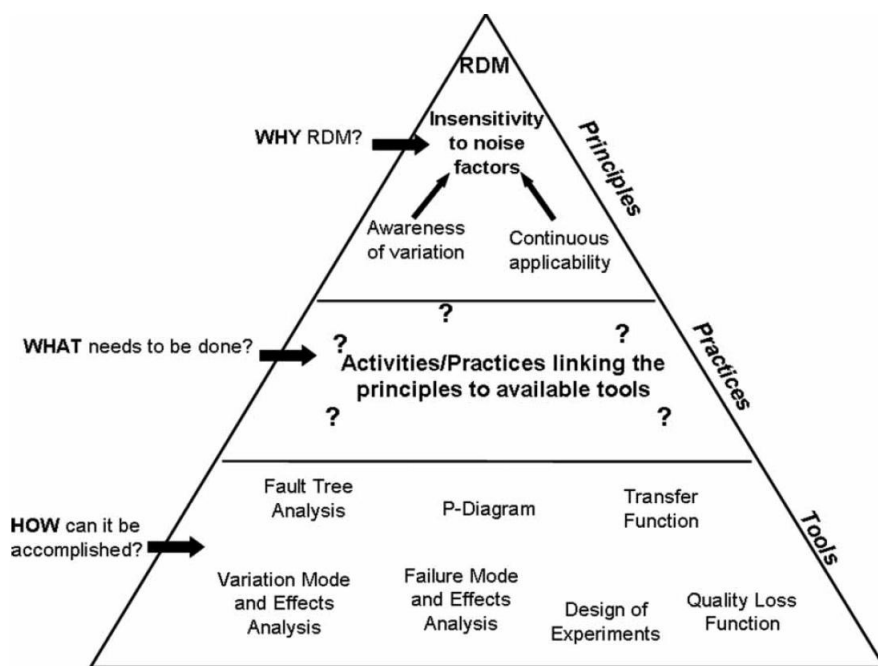 RDM
Insensitivity
to noise
factors
WHY RDM?
Principles
Awareness
of variation
Continuous
applicability
?
?
?
WHAT needs to be done?
Activities/Practices linking the
principles to available tools
Practices
?
?
Fault Tree
Analysis
P-Diagram
Transfer
Function
HOW can it be
accomplished?
Tools
Variation Mode
and Effects
Analysis
Failure Mode
and Effects
Analysis
Design of
Experiments
Quality Loss
Function